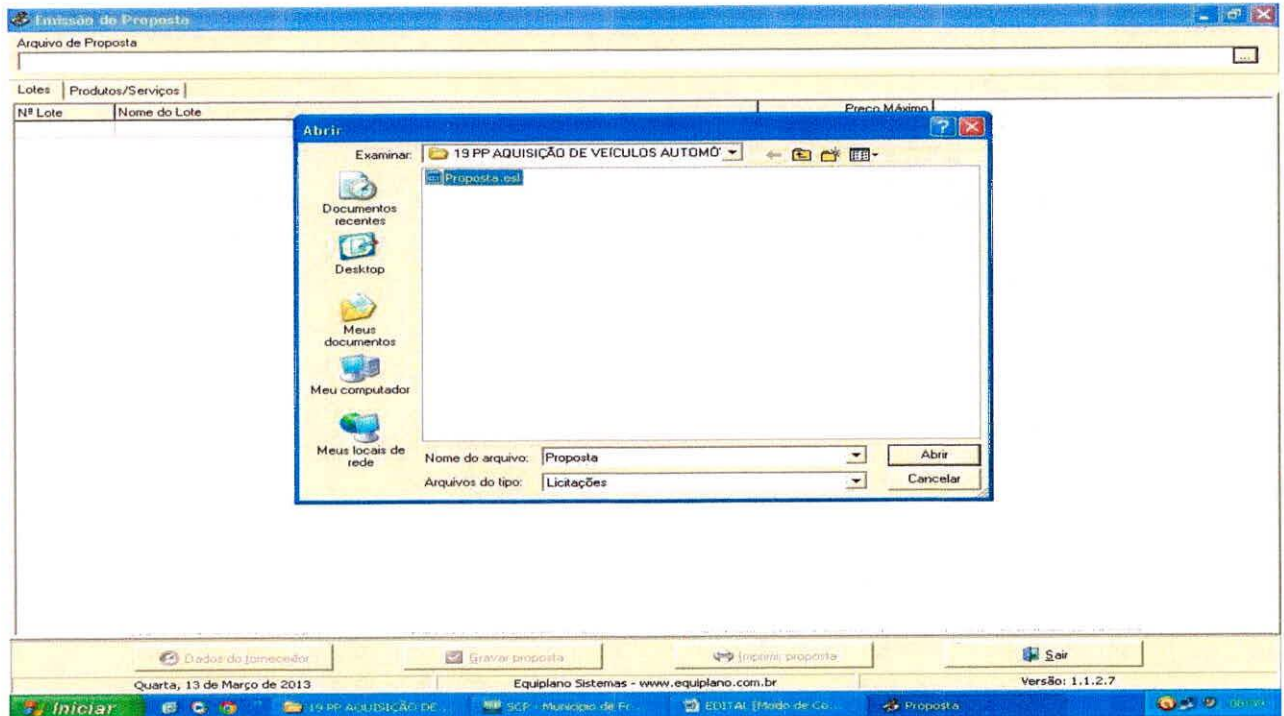 Emissão de Proposta
Arquivo de Proposta
...
Lotes Produtos/Serviços
Nº Lote Nome do Lote Preço Máximo
Abrir
Examinar: 19 PP AQUISIÇÃO DE VEÍCULOS AUTOMÓ
Proposta.esl
Documentos recentes
Desktop
Meus documentos
Meu computador
Meus locais de rede
Nome do arquivo: Proposta Abrir
Arquivos do tipo: Licitações Cancelar
Dados do fornecedor Gravar proposta Imprimir proposta Sair
Quarta, 13 de Março de 2013 Equiplano Sistemas - www.equiplano.com.br Versão: 1.1.2.7
Iniciar 19 PP AQUISIÇÃO DE ... SCP - Municipio de Fr... EDITAL [Modo de Co... Proposta